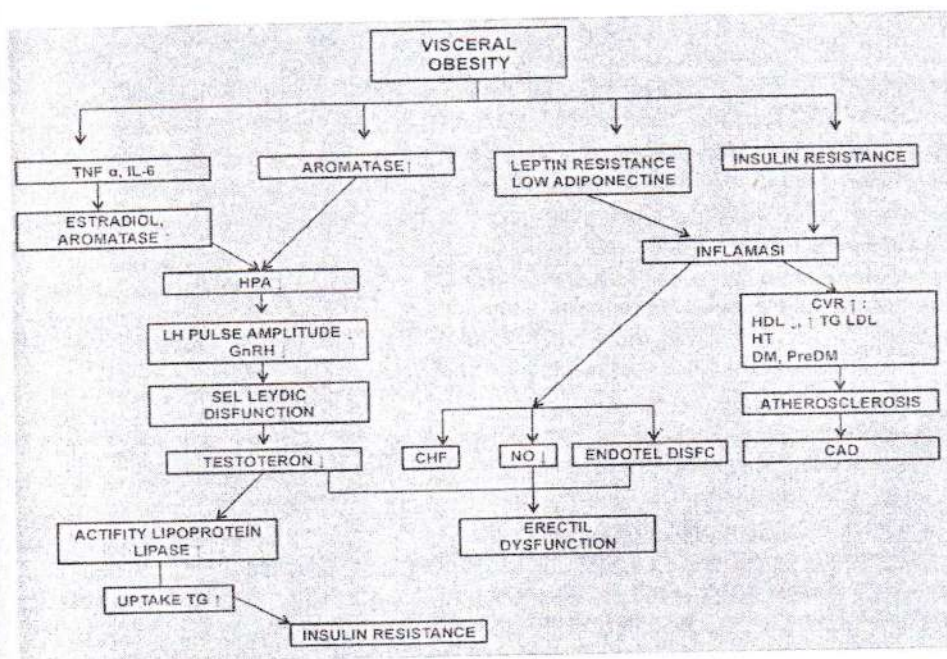 VISCERAL
OBESITY
TNF α, IL-6
AROMATASE↑
LEPTIN RESISTANCE
LOW ADIPONECTINE
INSULIN RESISTANCE
ESTRADIOL,
AROMATASE
INFLAMASI
HPA ↓
CVR ↑ :
HDL ↑ TG LDL
HT
DM, PreDM
LH PULSE AMPLITUDE ↓
GnRH ↓
SEL LEYDIC
DISFUNCTION
ATHEROSCLEROSIS
TESTOTERON ↓
CHF
NO ↓
ENDOTEL DISFC
CAD
ACTIFITY LIPOPROTEIN
LIPASE ↑
ERECTIL
DYSFUNCTION
UPTAKE TG ↑
INSULIN RESISTANCE